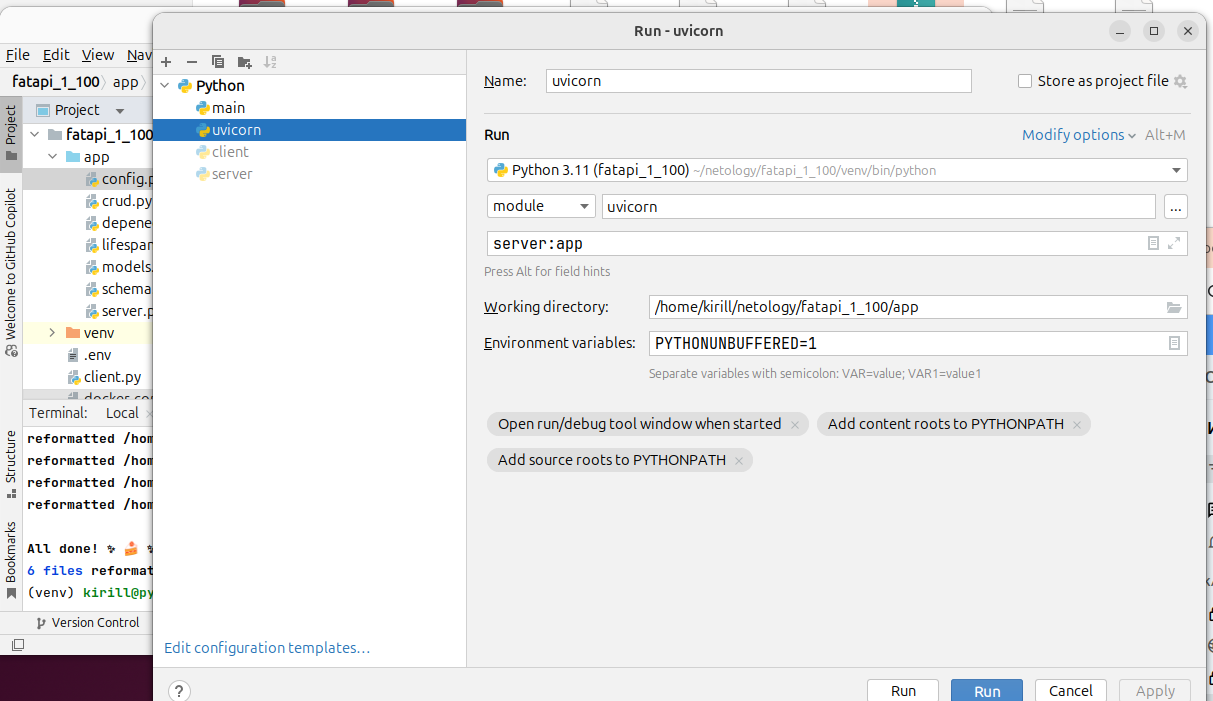 Run - uvicorn
File Edit View Nav
fatapi_1_100 app
Project
Project
fatapi_1_100
app
config.p
crud.py
depene
lifespan
models.
schema
server.p
venv
.env
client.py
Welcome to GitHub Copilot
Structure
Bookmarks
Terminal: Local
reformatted /hom
reformatted /hom
reformatted /hom
reformatted /hom
All done!
6 files reformat
(venv) kirill@py
Version Control
Python
main
uvicorn
client
server
Edit configuration templates...
Name: uvicorn
Store as project file
Run
Modify options Alt+M
Python 3.11 (fatapi_1_100) ~/netology/fatapi_1_100/venv/bin/python
module uvicorn ...
server:app
Press Alt for field hints
Working directory: /home/kirill/netology/fatapi_1_100/app
Environment variables: PYTHONUNBUFFERED=1
Separate variables with semicolon: VAR=value; VAR1=value1
Open run/debug tool window when started
Add content roots to PYTHONPATH
Add source roots to PYTHONPATH
? Run Run Cancel Apply